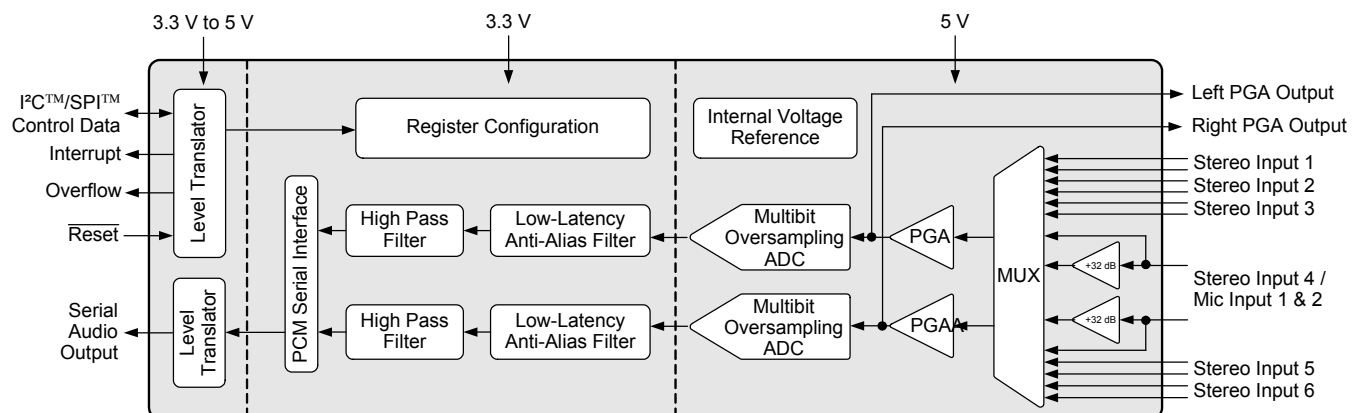 3.3 V to 5 V
3.3 V
5 V
I²C™/SPI™
Control Data
Interrupt
Overflow
Reset
Serial
Audio
Output
Level Translator
Level
Translator
Register Configuration
PCM Serial Interface
High Pass
Filter
Low-Latency
Anti-Alias Filter
High Pass
Filter
Low-Latency
Anti-Alias Filter
Internal Voltage
Reference
Multibit
Oversampling
ADC
Multibit
Oversampling
ADC
PGA
PGAA
MUX
+32 dB
+32 dB
Left PGA Output
Right PGA Output
Stereo Input 1
Stereo Input 2
Stereo Input 3
Stereo Input 4 /
Mic Input 1 & 2
Stereo Input 5
Stereo Input 6